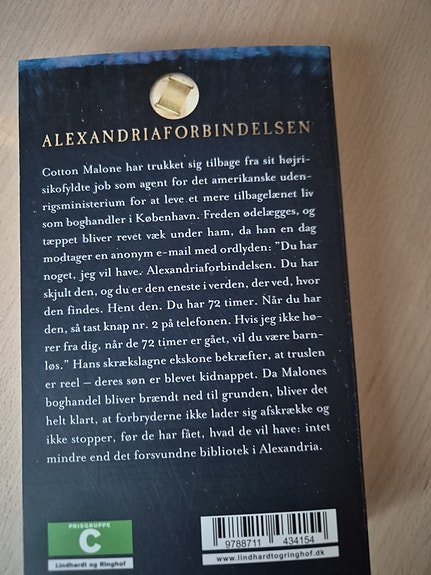 ALEXANDRIAFORBINDELSEN
Cotton Malone har trukket sig tilbage fra sit højri-
sikofyldte job som agent for det amerikanske uden-
rigsministerium for at leve et mere tilbagelænet liv
som boghandler i København. Freden ødelægges, og
tæppet bliver revet væk under ham, da han en dag
modtager en anonym e-mail med ordlyden: "Du har
noget, jeg vil have. Alexandriaforbindelsen. Du har
skjult den, og du er den eneste i verden, der ved, hvor
den findes. Hent den. Du har 72 timer. Når du har
den, så tast knap nr. 2 på telefonen. Hvis jeg ikke hø-
rer fra dig, når de 72 timer er gået, vil du være barn-
løs." Hans skrækslagne ekskone bekræfter, at truslen
er reel – deres søn er blevet kidnappet. Da Malones
boghandel bliver brændt ned til grunden, bliver det
helt klart, at forbryderne ikke lader sig afskrække og
ikke stopper, før de har fået, hvad de vil have: intet
mindre end det forsvundne bibliotek i Alexandria.
PRISGRUPPE
C
Lindhardt og Ringhof
9788711 434154
lindhardtogringhof.dk